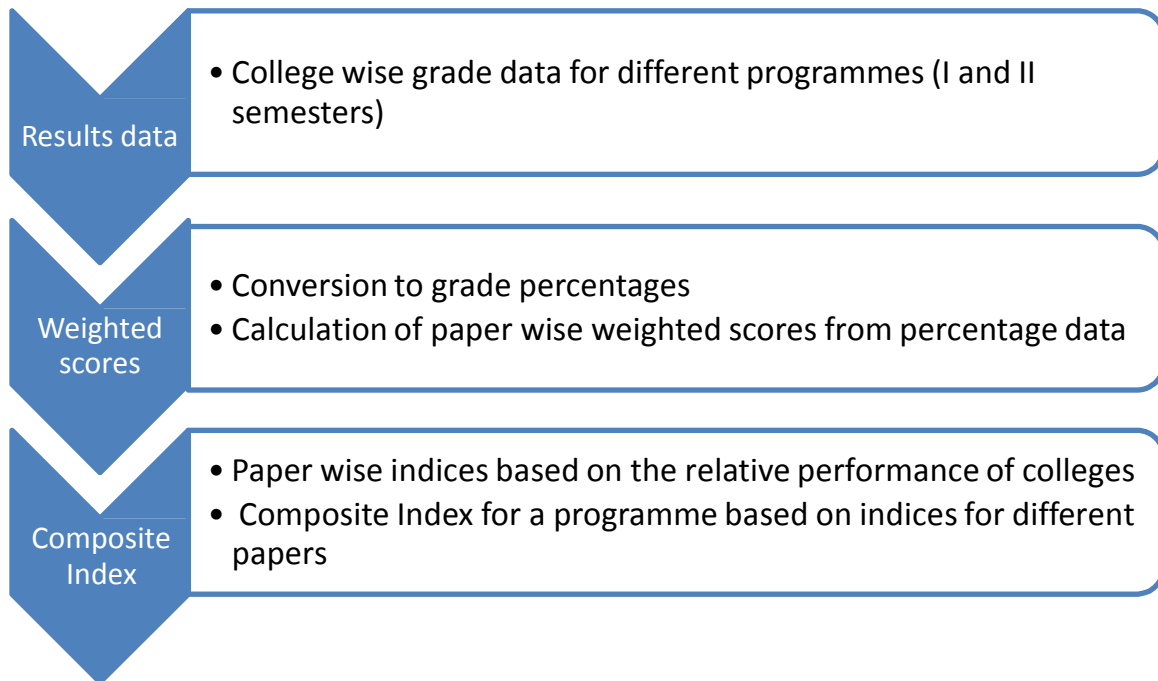 Results data
• College wise grade data for different programmes (I and II
semesters)
Weighted
scores
• Conversion to grade percentages
• Calculation of paper wise weighted scores from percentage data
Composite
Index
• Paper wise indices based on the relative performance of colleges
• Composite Index for a programme based on indices for different
papers